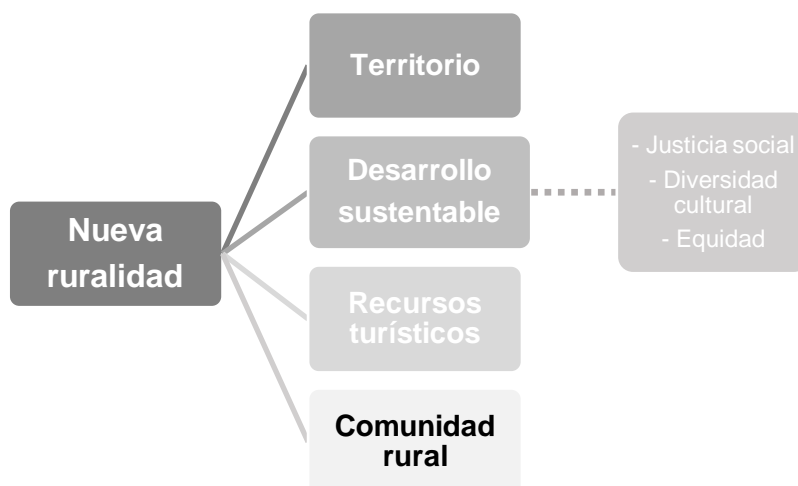 Nueva
ruralidad
Territorio
Desarrollo
sustentable
Recursos
turísticos
Comunidad
rural
- Justicia social
- Diversidad
cultural
- Equidad